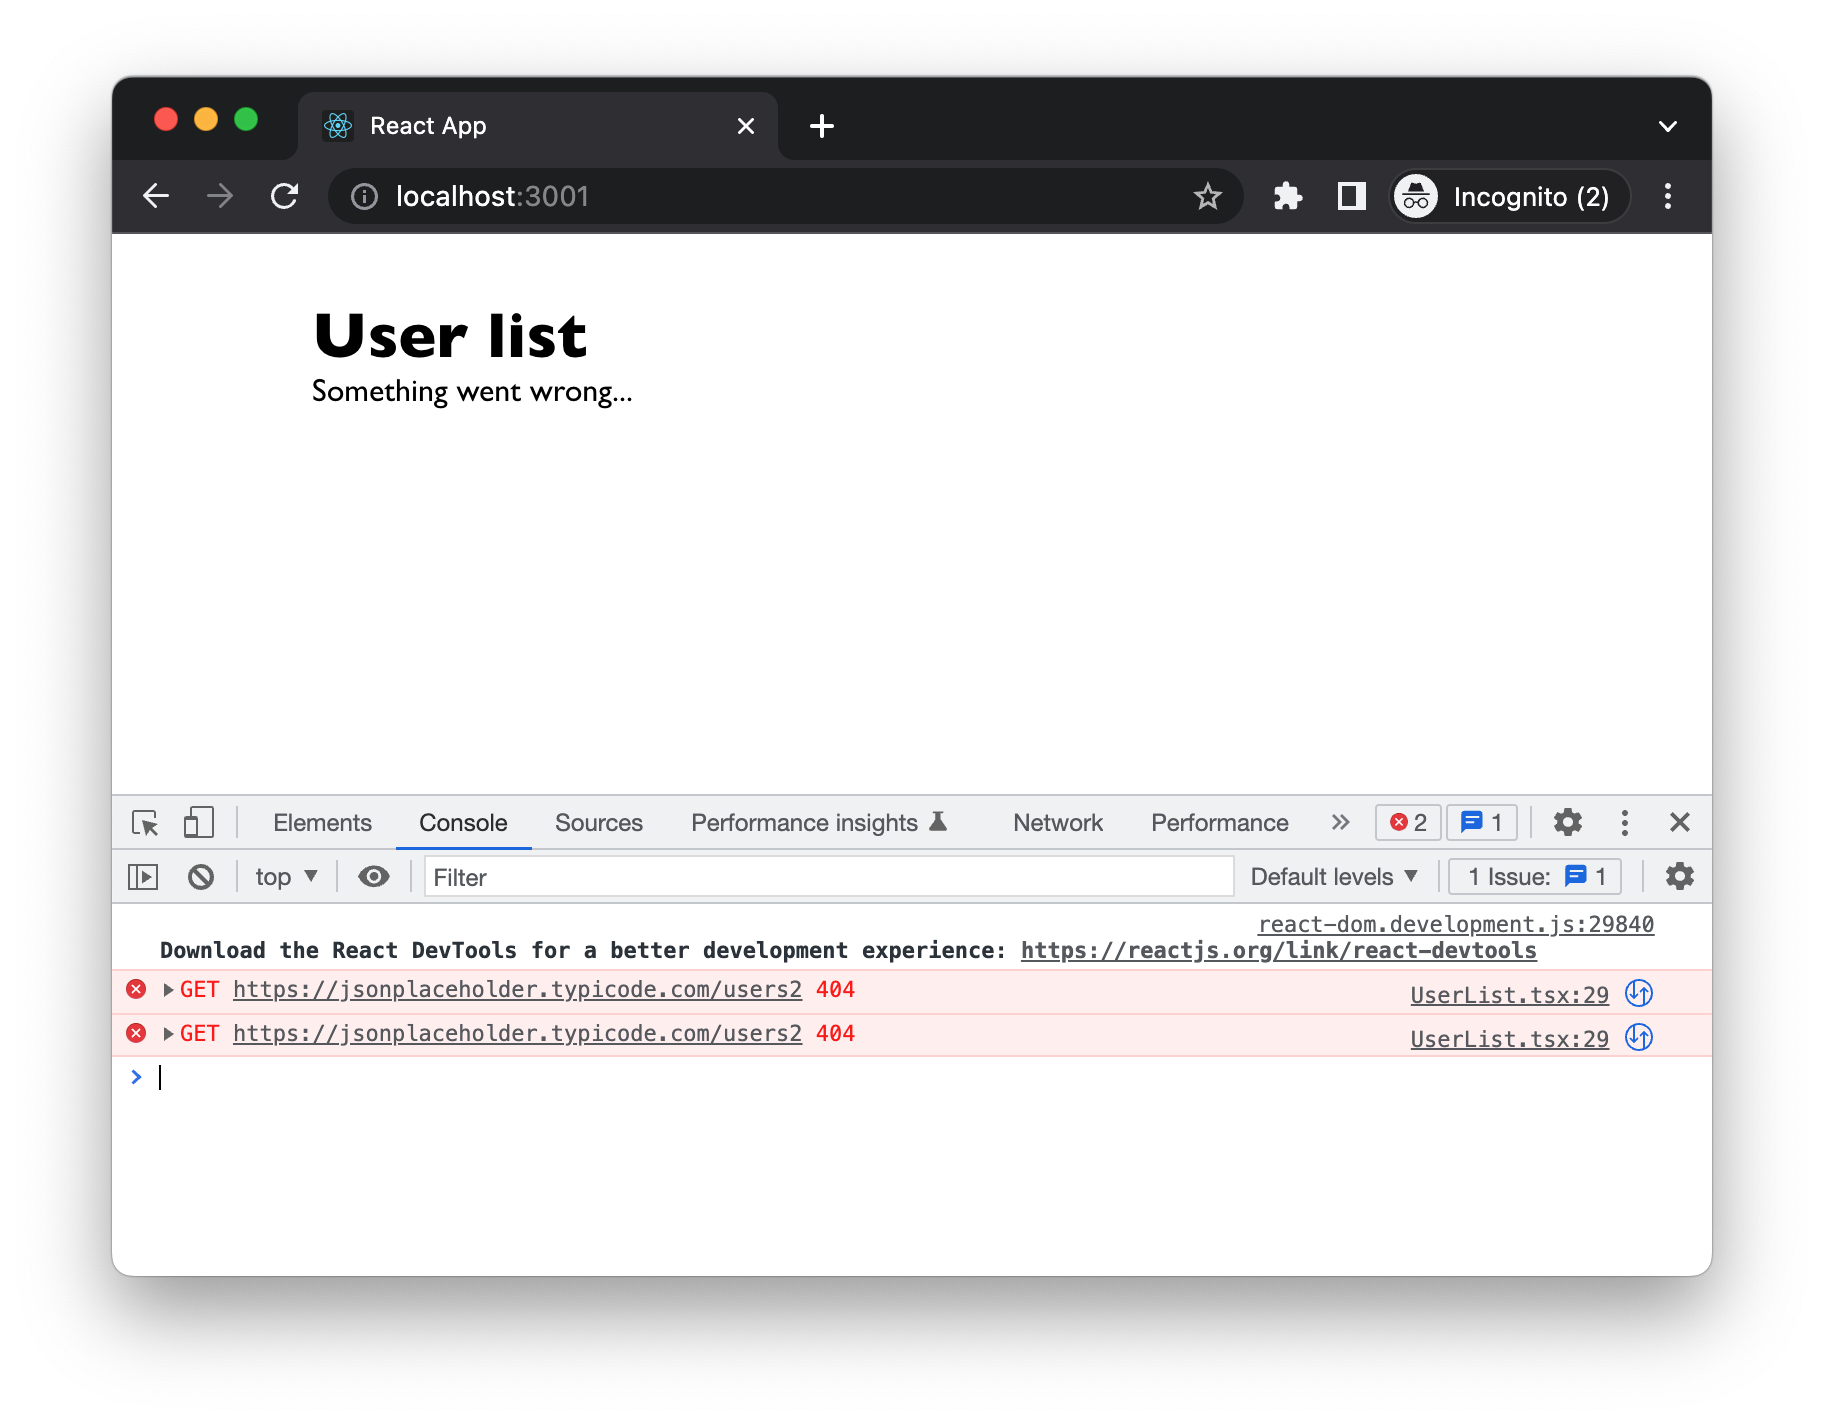 React App
localhost:3001
Incognito (2)
User list
Something went wrong...
Elements Console Sources Performance insights Network Performance 2 1
top Filter Default levels 1 Issue: 1
react-dom.development.js:29840
Download the React DevTools for a better development experience: https://reactjs.org/link/react-devtools
GET https://jsonplaceholder.typicode.com/users2 404 UserList.tsx:29
GET https://jsonplaceholder.typicode.com/users2 404 UserList.tsx:29